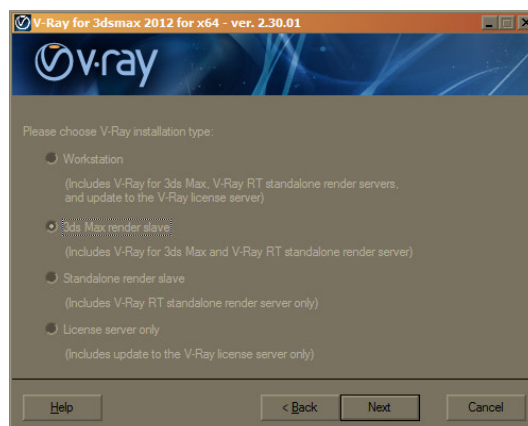 V-Ray for 3dsmax 2012 for x64 - ver. 2.30.01
v·ray
Please choose V-Ray installation type:
Workstation
(Includes V-Ray for 3ds Max, V-Ray RT standalone render servers,
and update to the V-Ray license server)
3ds Max render slave
(Includes V-Ray for 3ds Max and V-Ray RT standalone render server)
Standalone render slave
(Includes V-Ray RT standalone render server only)
License server only
(Includes update to the V-Ray license server only)
Help
< Back
Next
Cancel